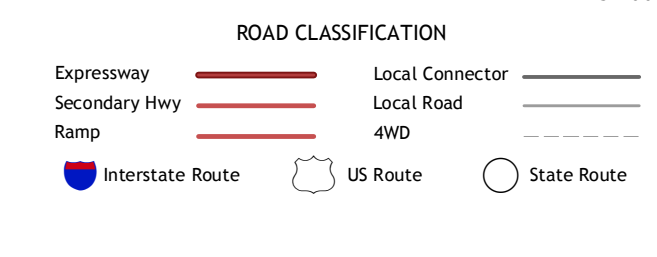 ROAD CLASSIFICATION
Expressway
Local Connector
Secondary Hwy
Local Road
Ramp
4WD
Interstate Route
US Route
State Route